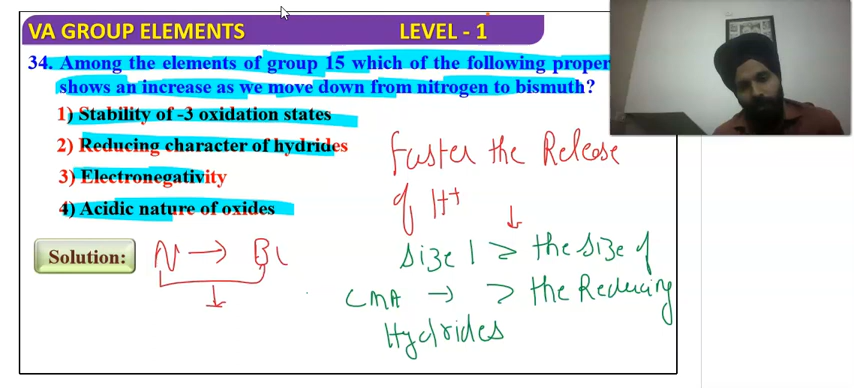 VA GROUP ELEMENTS LEVEL - 1
34. Among the elements of group 15 which of the following proper
shows an increase as we move down from nitrogen to bismuth?
1) Stability of -3 oxidation states
2) Reducing character of hydrides
3) Electronegativity
4) Acidic nature of oxides
Faster the Release
of H+
Solution: N → Bi
Size ↓ > the size of
→ > the Reducing
Hydrides